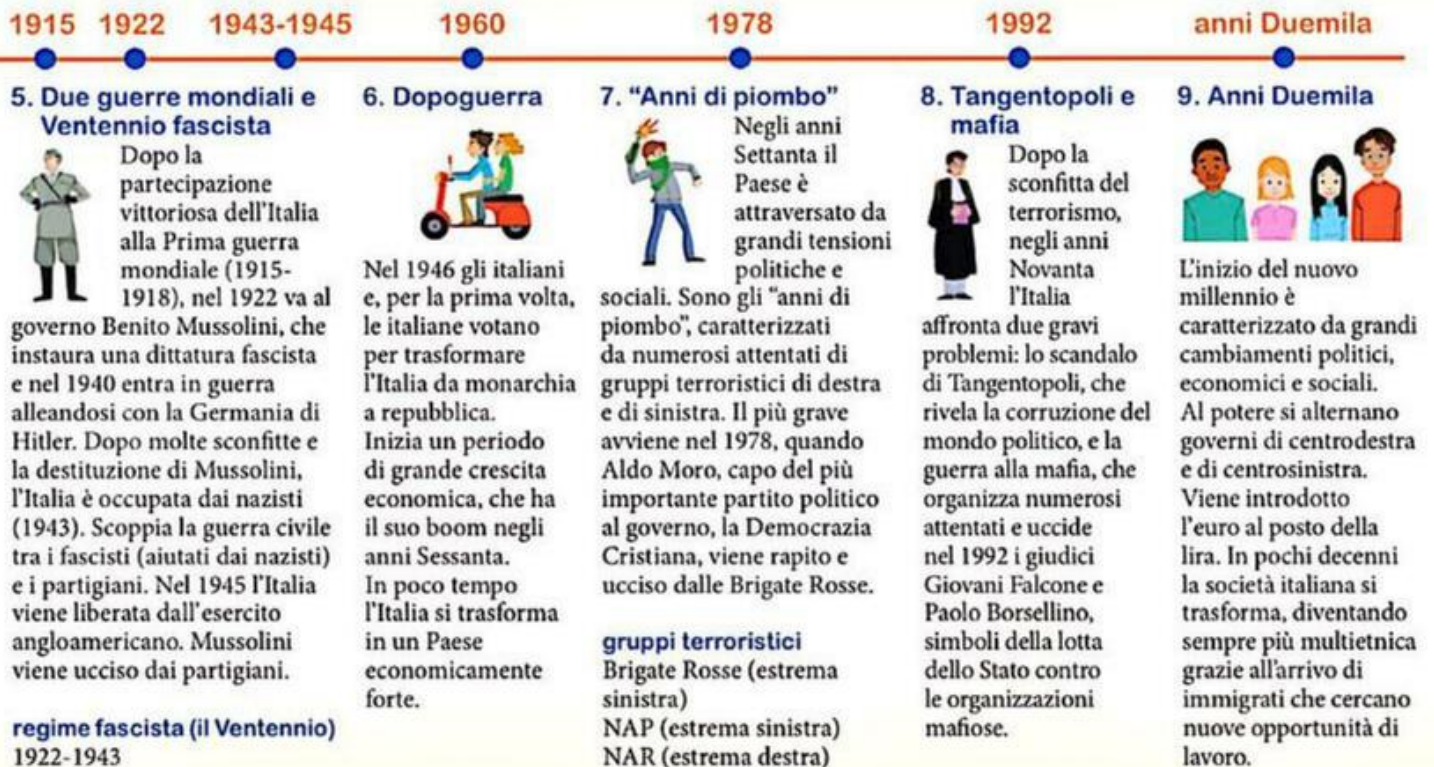 1915
1922
1943-1945
1960
1978
1992
anni Duemila
5. Due guerre mondiali e
Ventennio fascista
Dopo la
partecipazione
vittoriosa dell'Italia
alla Prima guerra
mondiale (1915-
1918), nel 1922 va al
governo Benito Mussolini, che
instaura una dittatura fascista
e nel 1940 entra in guerra
alleandosi con la Germania di
Hitler. Dopo molte sconfitte e
la destituzione di Mussolini,
l'Italia è occupata dai nazisti
(1943). Scoppia la guerra civile
tra i fascisti (aiutati dai nazisti)
e i partigiani. Nel 1945 l'Italia
viene liberata dall'esercito
angloamericano. Mussolini
viene ucciso dai partigiani.
regime fascista (il Ventennio)
1922-1943
6. Dopoguerra
Nel 1946 gli italiani
e, per la prima volta,
le italiane votano
per trasformare
l'Italia da monarchia
a repubblica.
Inizia un periodo
di grande crescita
economica, che ha
il suo boom negli
anni Sessanta.
In poco tempo
l'Italia si trasforma
in un Paese
economicamente
forte.
7. "Anni di piombo"
Negli anni
Settanta il
Paese è
attraversato da
grandi tensioni
politiche e
sociali. Sono gli "anni di
piombo", caratterizzati
da numerosi attentati di
gruppi terroristici di destra
e di sinistra. Il più grave
avviene nel 1978, quando
Aldo Moro, capo del più
importante partito politico
al governo, la Democrazia
Cristiana, viene rapito e
ucciso dalle Brigate Rosse.
gruppi terroristici
Brigate Rosse (estrema
sinistra)
NAP (estrema sinistra)
NAR (estrema destra)
8. Tangentopoli e
mafia
Dopo la
sconfitta del
terrorismo,
negli anni
Novanta
l'Italia
affronta due gravi
problemi: lo scandalo
di Tangentopoli, che
rivela la corruzione del
mondo politico, e la
guerra alla mafia, che
organizza numerosi
attentati e uccide
nel 1992 i giudici
Giovani Falcone e
Paolo Borsellino,
simboli della lotta
dello Stato contro
le organizzazioni
mafiose.
9. Anni Duemila
L'inizio del nuovo
millennio è
caratterizzato da grandi
cambiamenti politici,
economici e sociali.
Al potere si alternano
governi di centrodestra
e di centrosinistra.
Viene introdotto
l'euro al posto della
lira. In pochi decenni
la società italiana si
trasforma, diventando
sempre più multietnica
grazie all'arrivo di
immigrati che cercano
nuove opportunità di
lavoro.